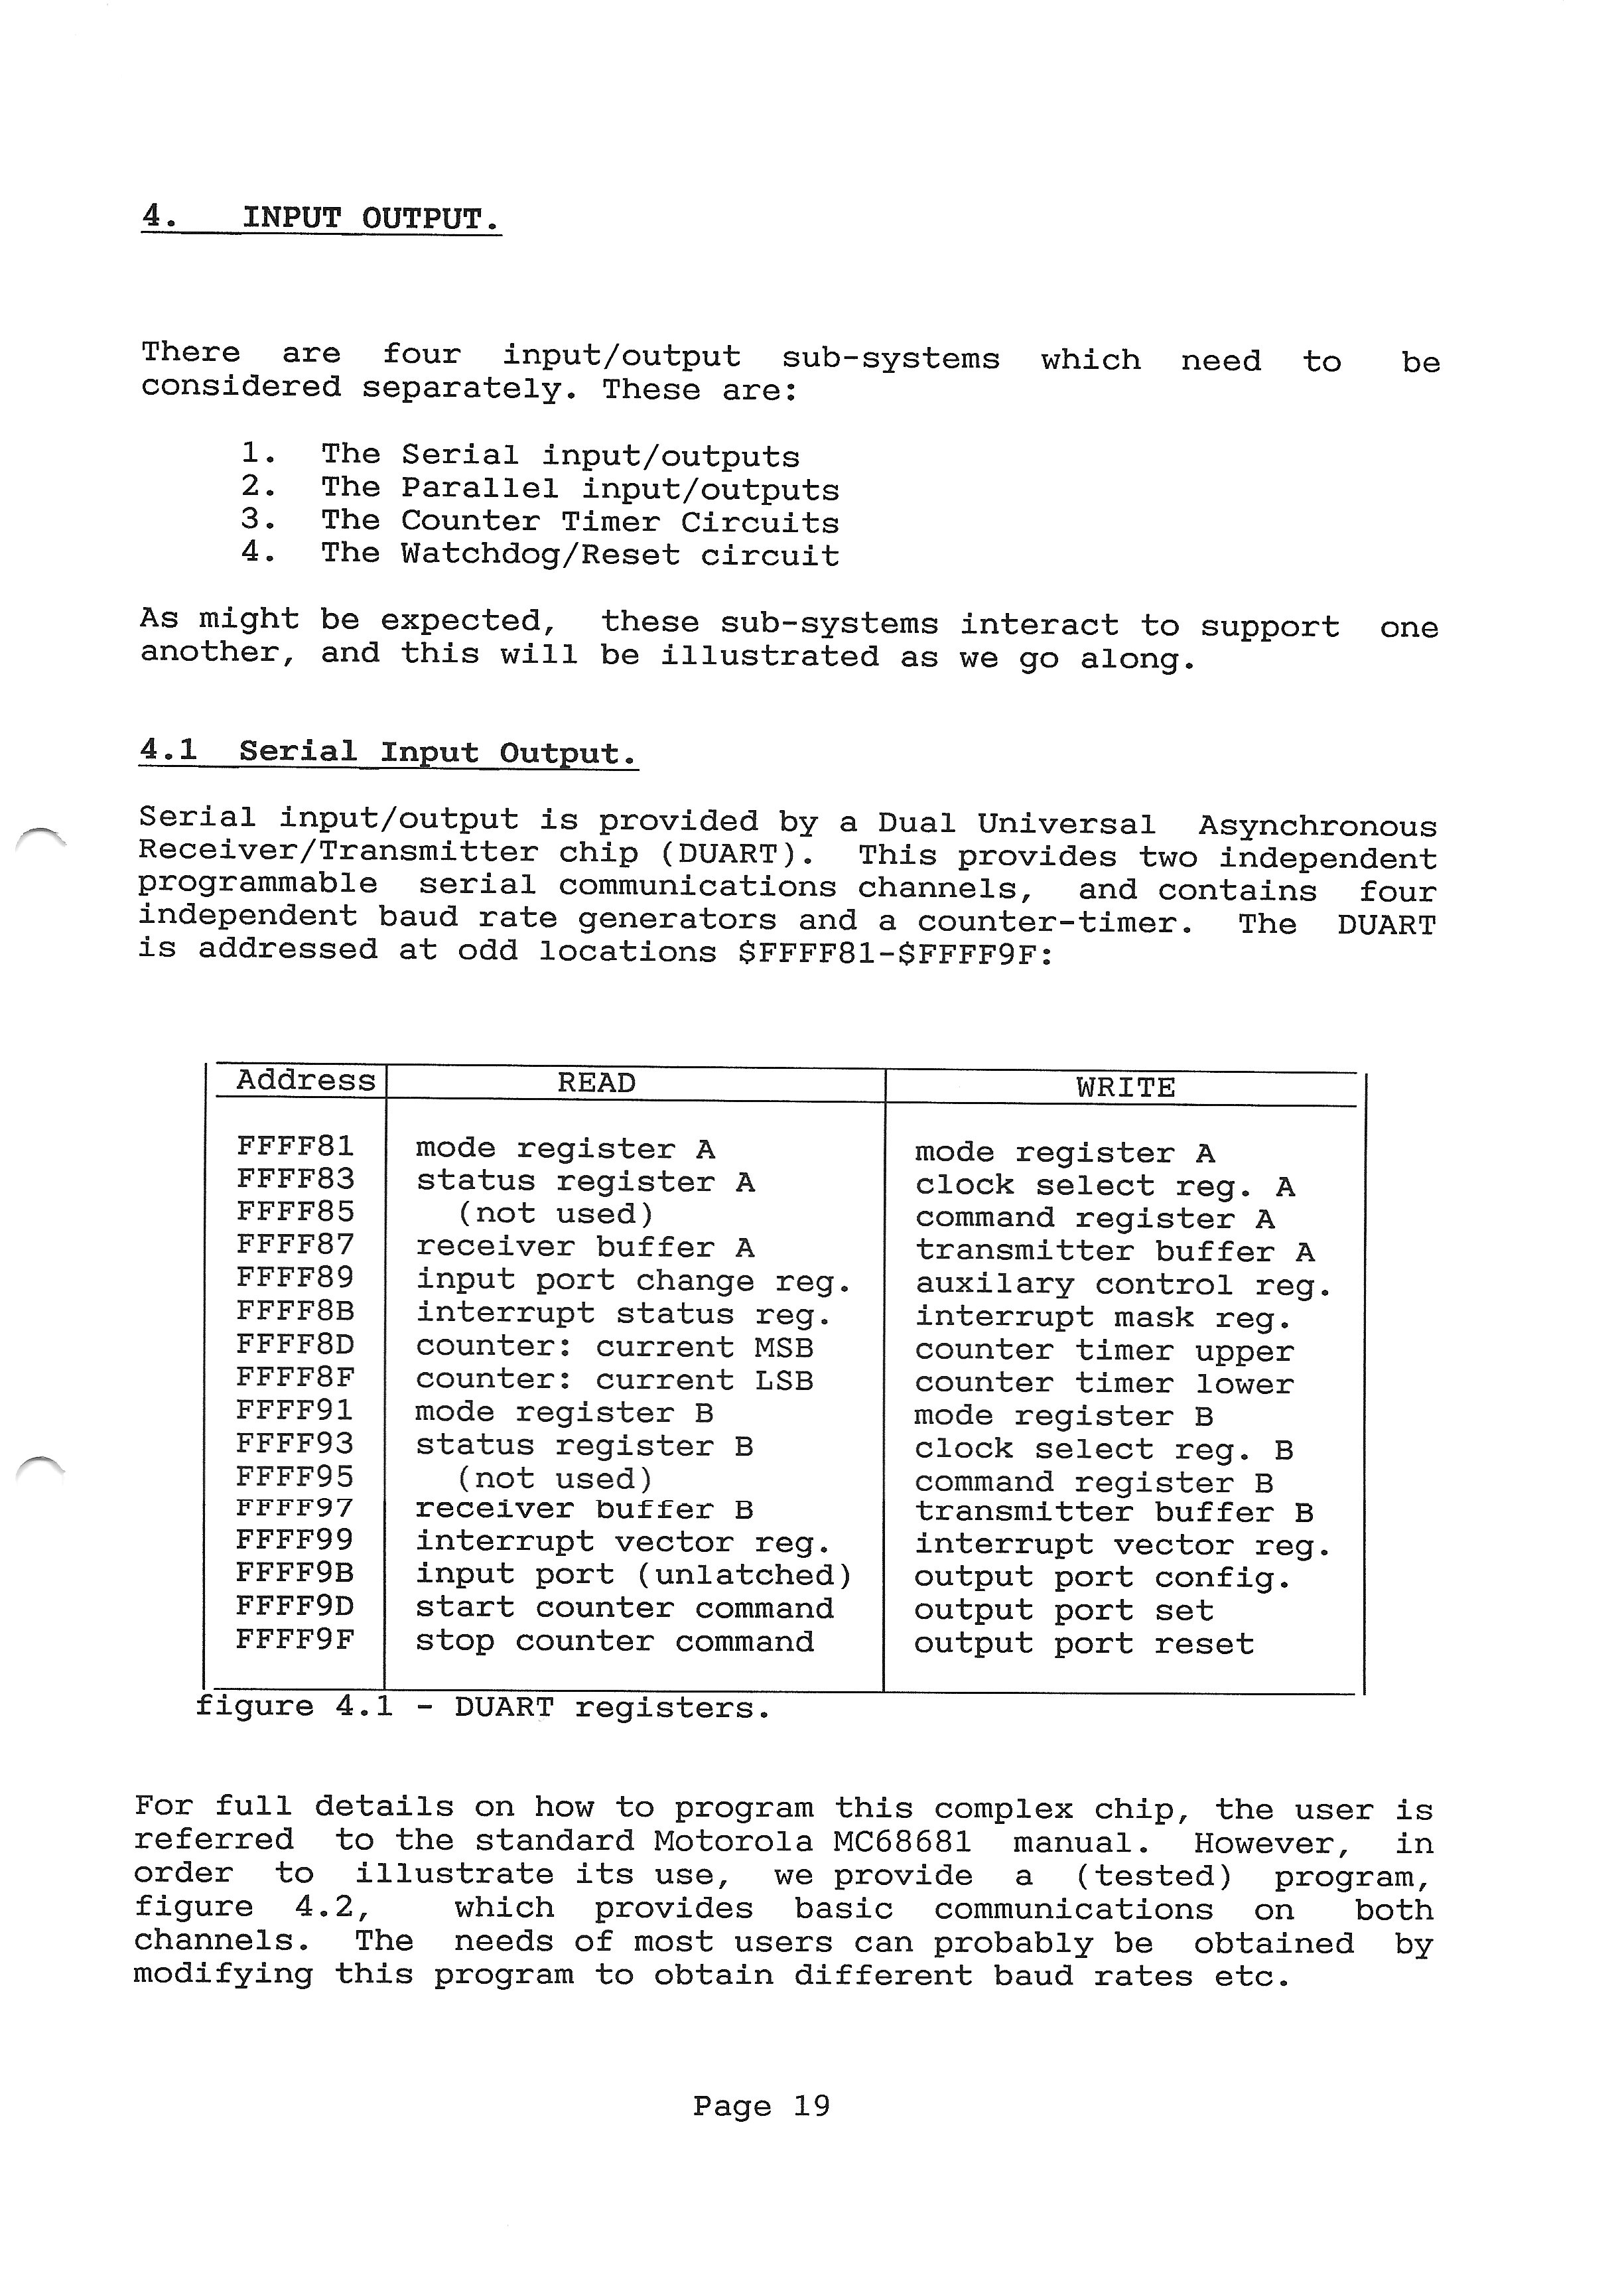 4.   INPUT OUTPUT.
There are four input/output sub-systems which need to be
considered separately. These are:
1.  The Serial input/outputs
2.  The Parallel input/outputs
3.  The Counter Timer Circuits
4.  The Watchdog/Reset circuit
As might be expected, these sub-systems interact to support one
another, and this will be illustrated as we go along.
4.1  Serial Input Output.
Serial input/output is provided by a Dual Universal Asynchronous
Receiver/Transmitter chip (DUART). This provides two independent
programmable serial communications channels, and contains four
independent baud rate generators and a counter-timer. The DUART
is addressed at odd locations $FFFF81-$FFFF9F:
Address READ WRITE
FFFF81 mode register A mode register A
FFFF83 status register A clock select reg. A
FFFF85 (not used) command register A
FFFF87 receiver buffer A transmitter buffer A
FFFF89 input port change reg. auxilary control reg.
FFFF8B interrupt status reg. interrupt mask reg.
FFFF8D counter: current MSB counter timer upper
FFFF8F counter: current LSB counter timer lower
FFFF91 mode register B mode register B
FFFF93 status register B clock select reg. B
FFFF95 (not used) command register B
FFFF97 receiver buffer B transmitter buffer B
FFFF99 interrupt vector reg. interrupt vector reg.
FFFF9B input port (unlatched) output port config.
FFFF9D start counter command output port set
FFFF9F stop counter command output port reset
figure 4.1 - DUART registers.
For full details on how to program this complex chip, the user is
referred to the standard Motorola MC68681 manual. However, in
order to illustrate its use, we provide a (tested) program,
figure 4.2, which provides basic communications on both
channels. The needs of most users can probably be obtained by
modifying this program to obtain different baud rates etc.
Page 19